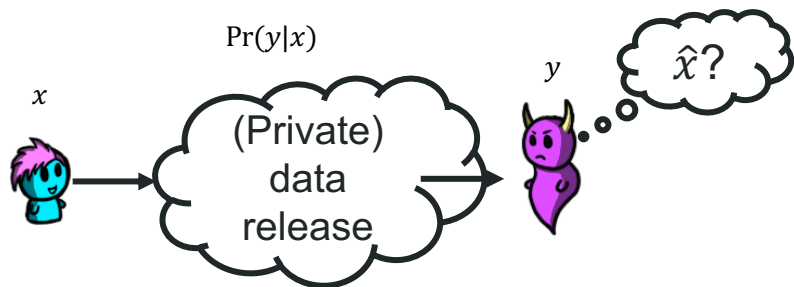 Pr(y|x)
x
(Private)
data
release
y
x̂?